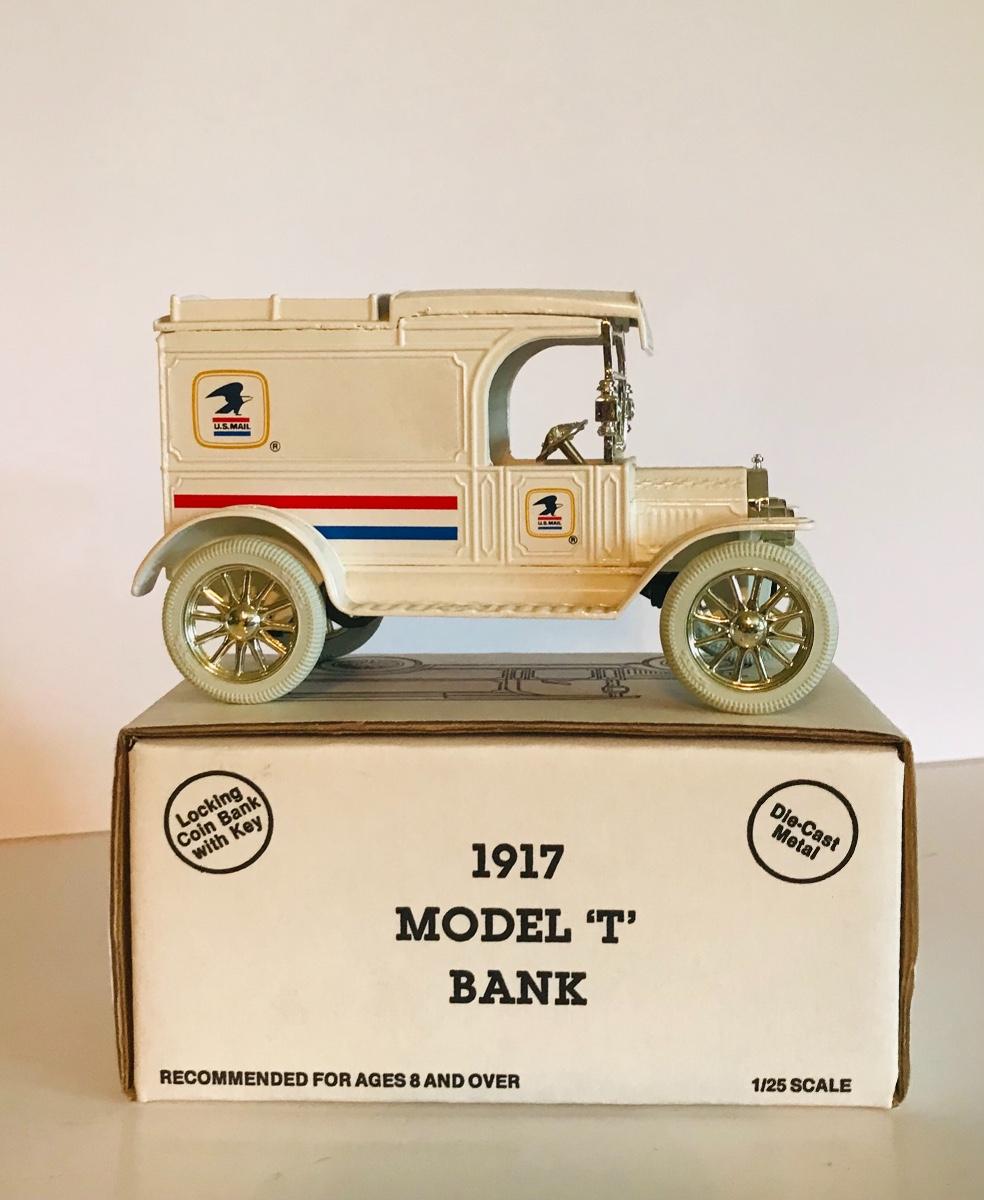 U.S.MAIL
®
U.S.MAIL
®
Locking
Coin Bank
with Key
Die-Cast
Metal
1917
MODEL ‘T’
BANK
RECOMMENDED FOR AGES 8 AND OVER
1/25 SCALE